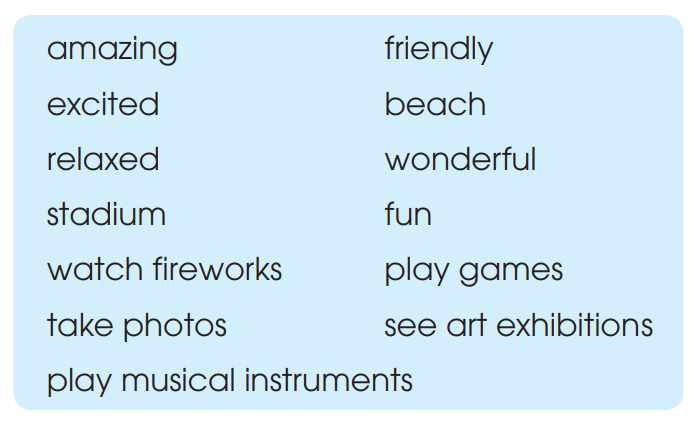 amazing
friendly
excited
beach
relaxed
wonderful
stadium
fun
watch fireworks
play games
take photos
see art exhibitions
play musical instruments